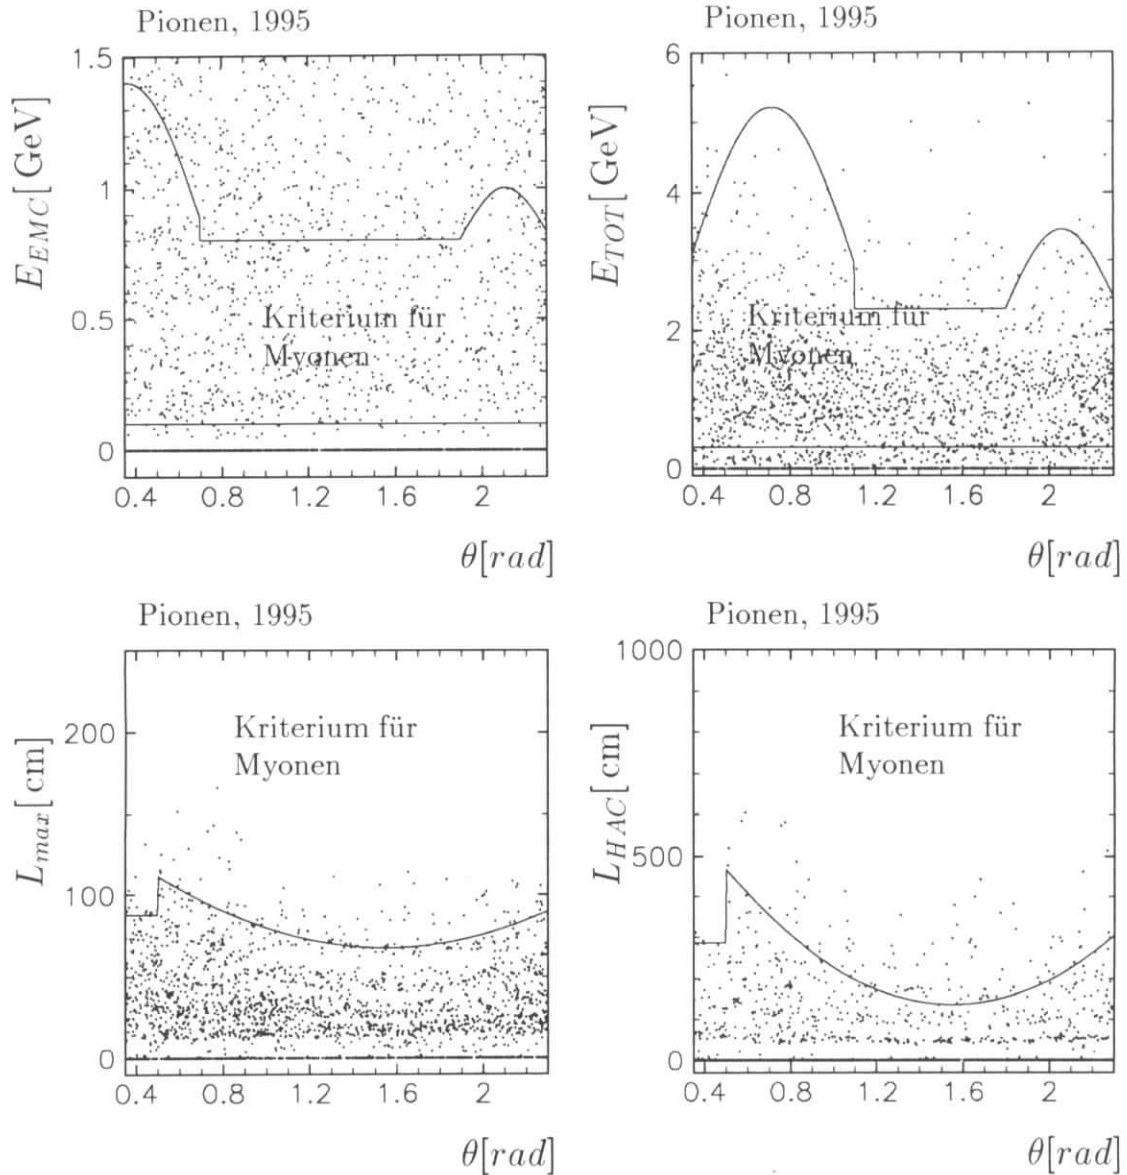 Pionen, 1995
E_EMC[GeV]
1.5
1
0.5
0
Kriterium für
Myonen
0.4 0.8 1.2 1.6 2
θ[rad]
Pionen, 1995
E_TOT[GeV]
6
4
2
0
Kriterium für
Myonen
0.4 0.8 1.2 1.6 2
θ[rad]
Pionen, 1995
L_max[cm]
200
100
0
Kriterium für
Myonen
0.4 0.8 1.2 1.6 2
θ[rad]
Pionen, 1995
L_HAC[cm]
1000
500
0
Kriterium für
Myonen
0.4 0.8 1.2 1.6 2
θ[rad]